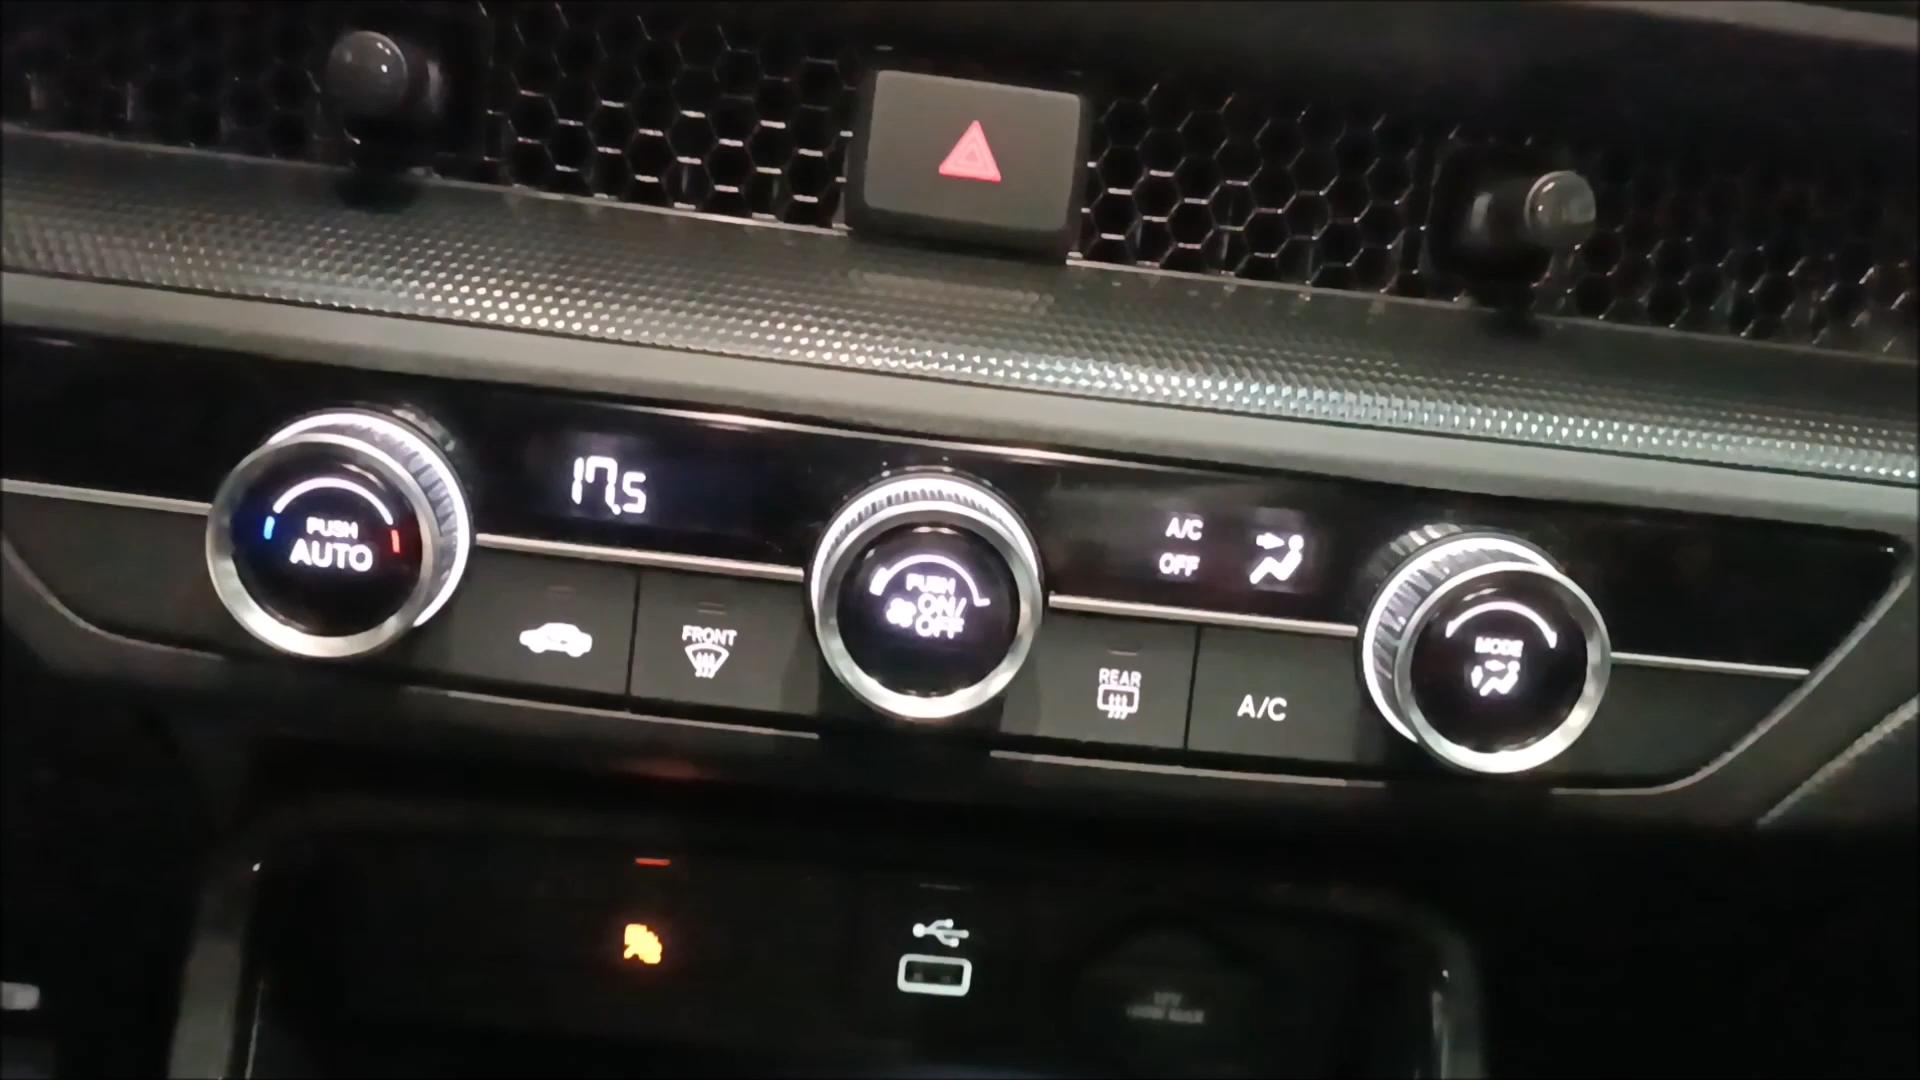 PUSH
AUTO
17.5
PUSH
ON/
OFF
A/C
OFF
MODE
FRONT
REAR
A/C